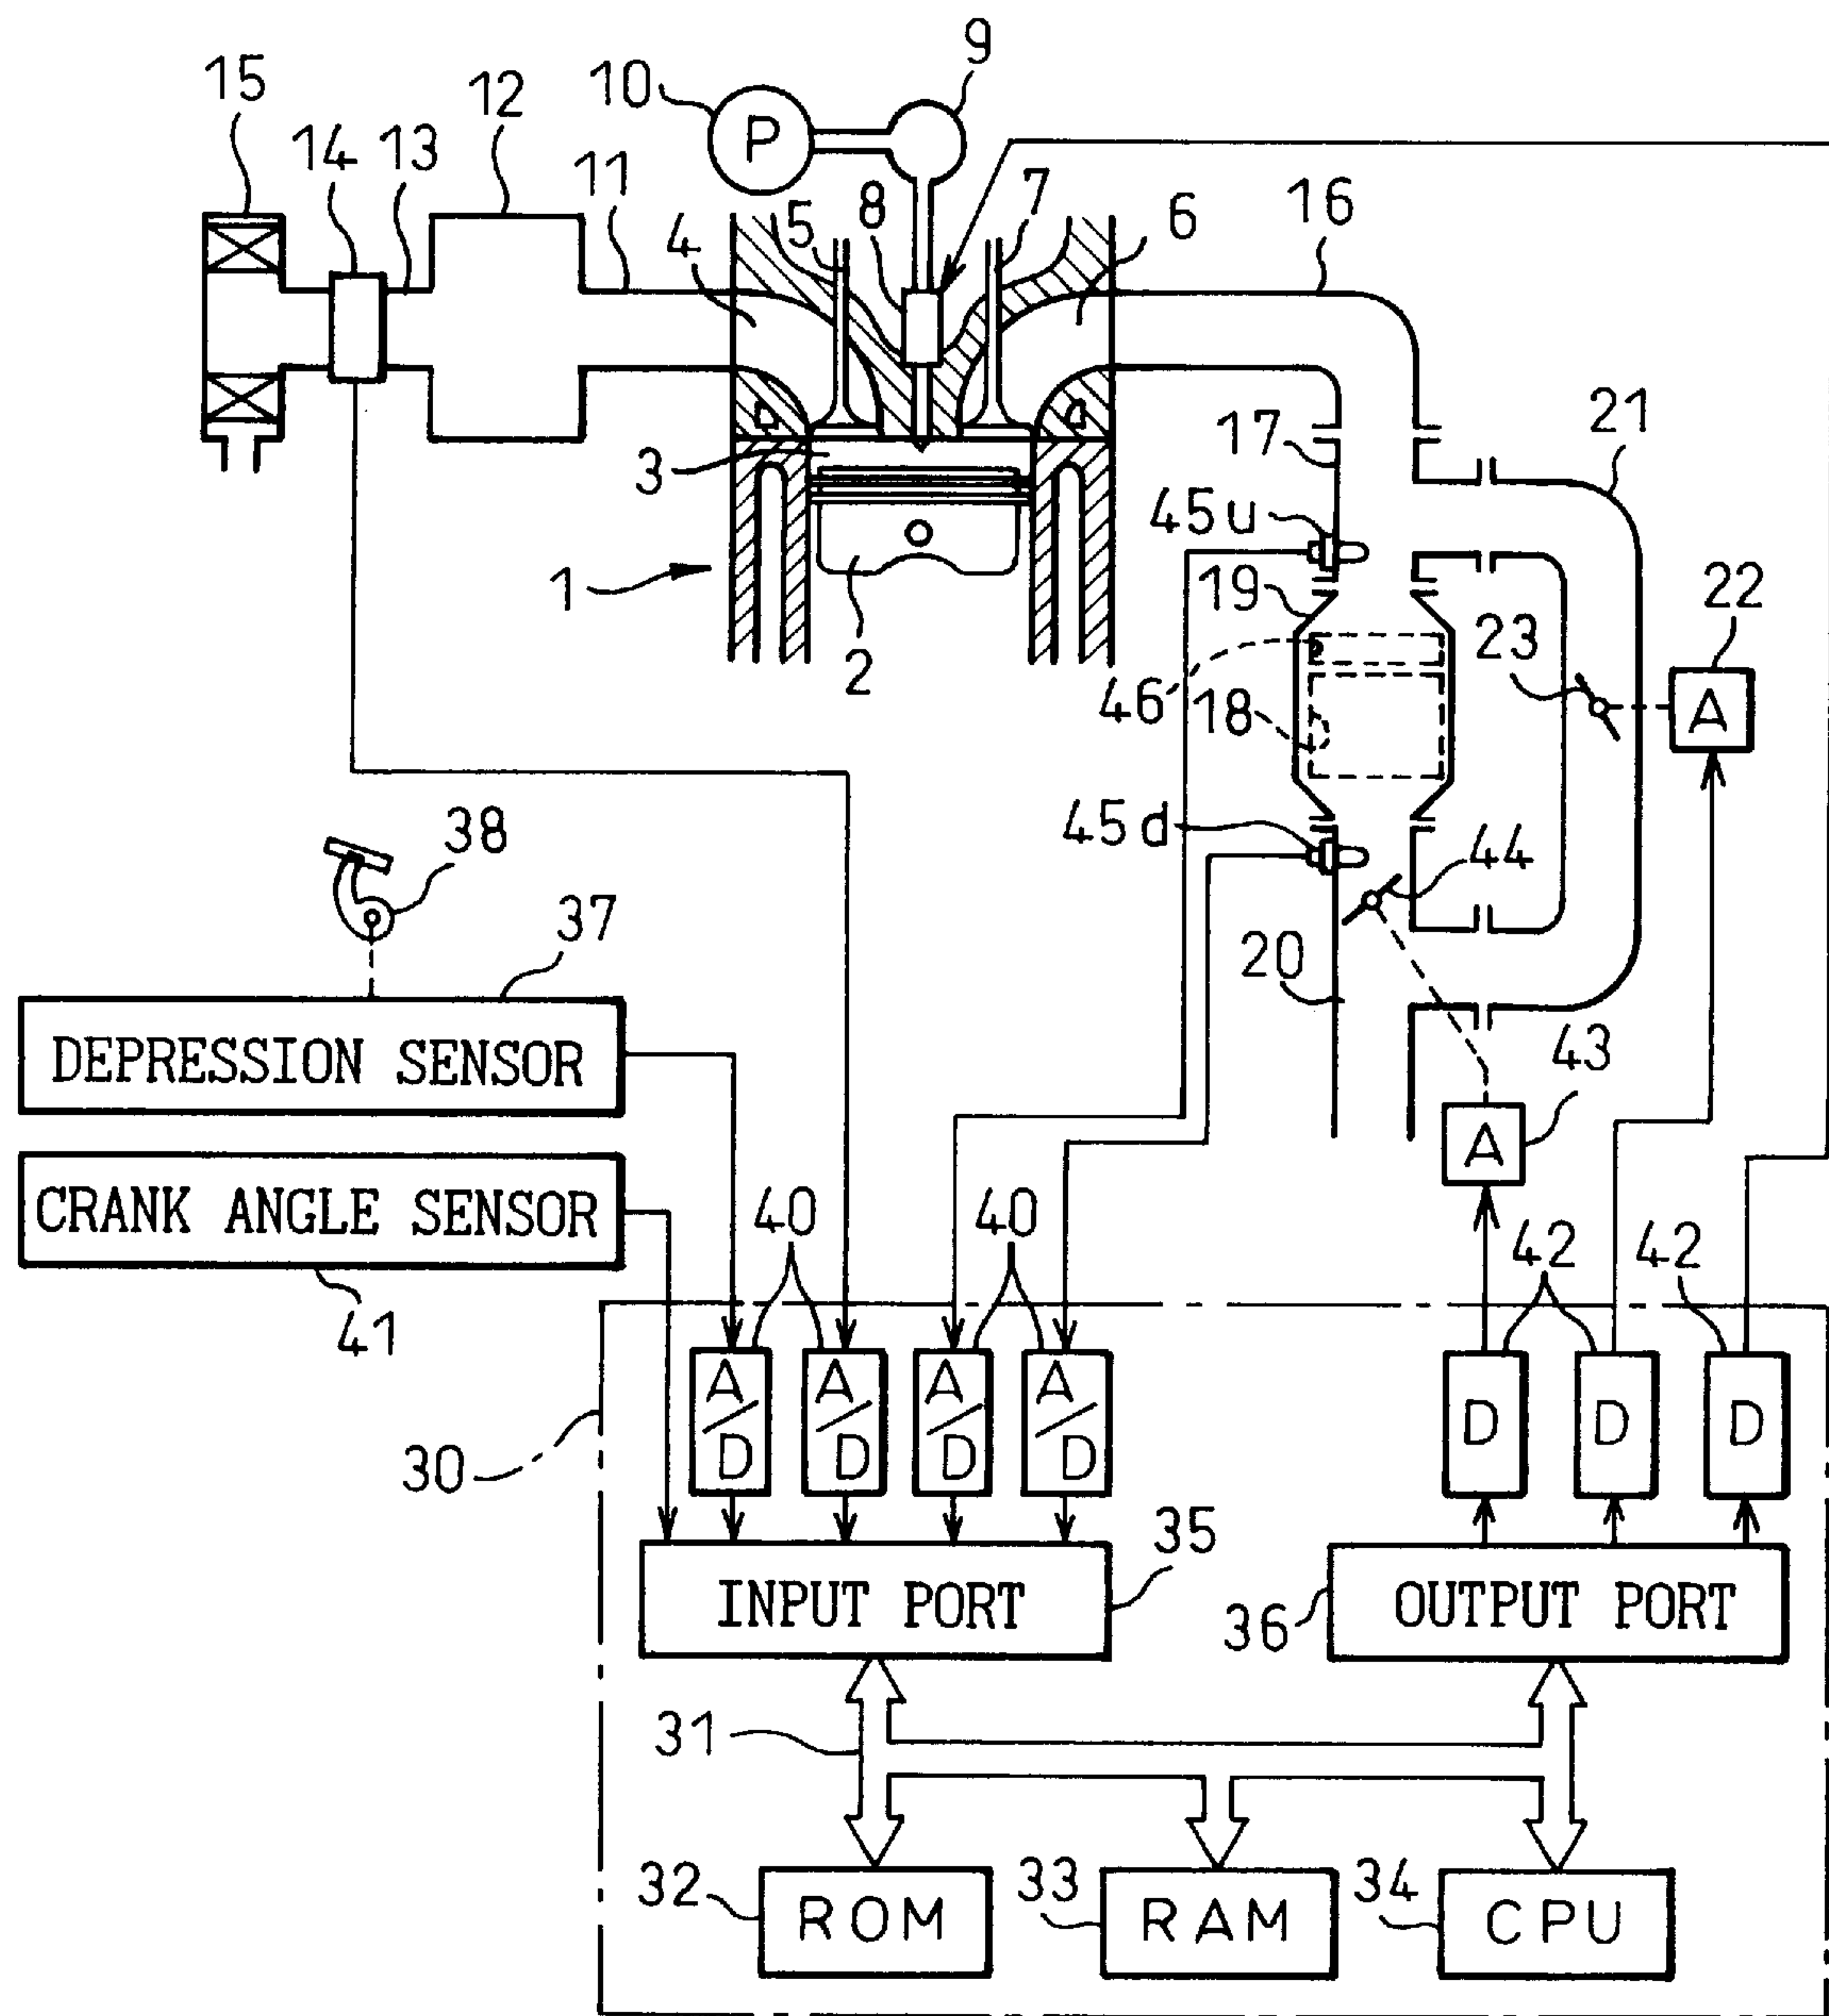 9
15
12
10
P
14
13
11
8
7
16
4
5
6
21
17
3
45u
1
19
22
2
23
46
18
A
45d
38
44
37
20
DEPRESSION SENSOR
43
A
CRANK ANGLE SENSOR
40
40
42
42
41
A/D
A/D
A/D
A/D
D
D
D
30
35
INPUT PORT
36
OUTPUT PORT
31
32
ROM
33
RAM
34
CPU